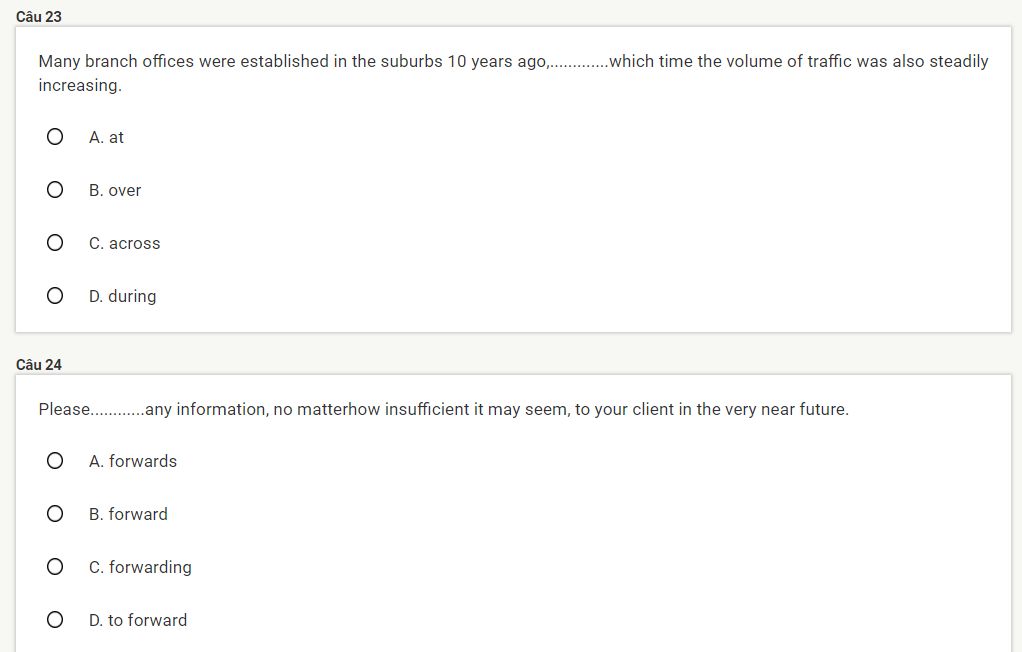 Câu 23
Many branch offices were established in the suburbs 10 years ago,.............which time the volume of traffic was also steadily
increasing.
A. at
B. over
C. across
D. during
Câu 24
Please............any information, no matterhow insufficient it may seem, to your client in the very near future.
A. forwards
B. forward
C. forwarding
D. to forward